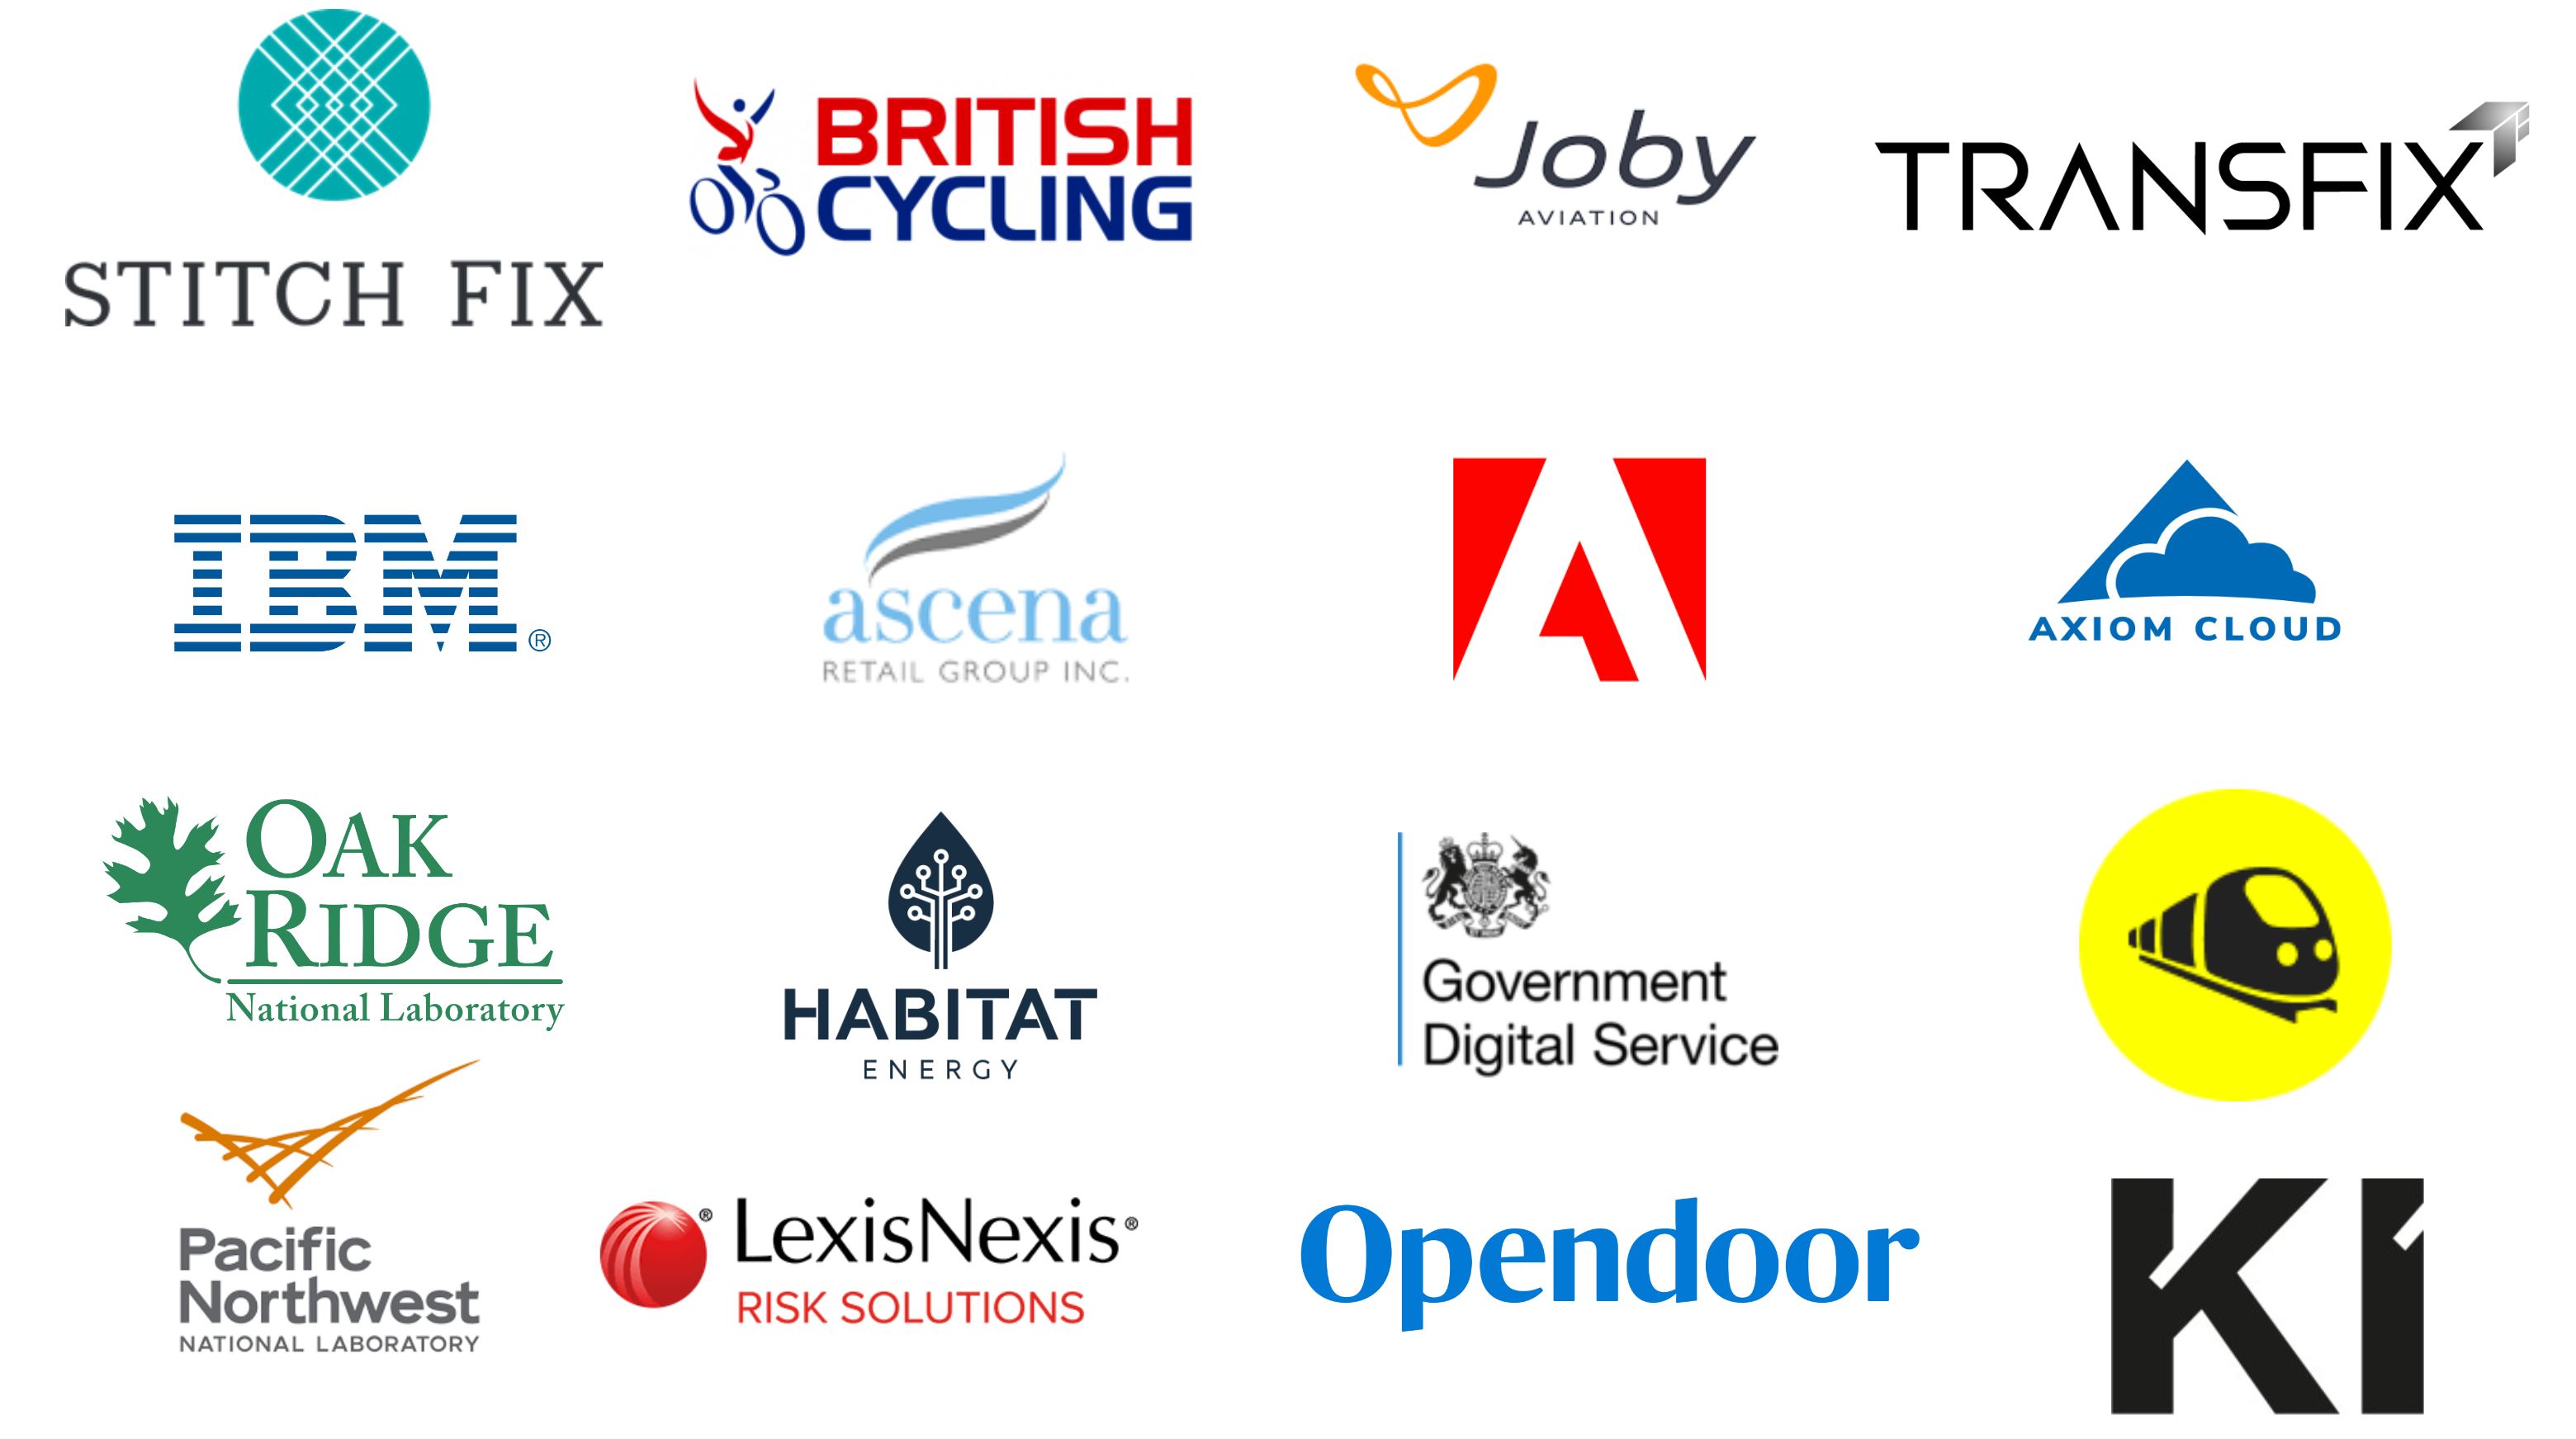 STITCH FIX
BRITISH
CYCLING
Joby
AVIATION
TRANSFIX
IBM®
ascena
RETAIL GROUP INC.
AXIOM CLOUD
OAK
RIDGE
National Laboratory
HABITAT
ENERGY
Government
Digital Service
Pacific
Northwest
NATIONAL LABORATORY
® LexisNexis®
RISK SOLUTIONS
Opendoor
KI